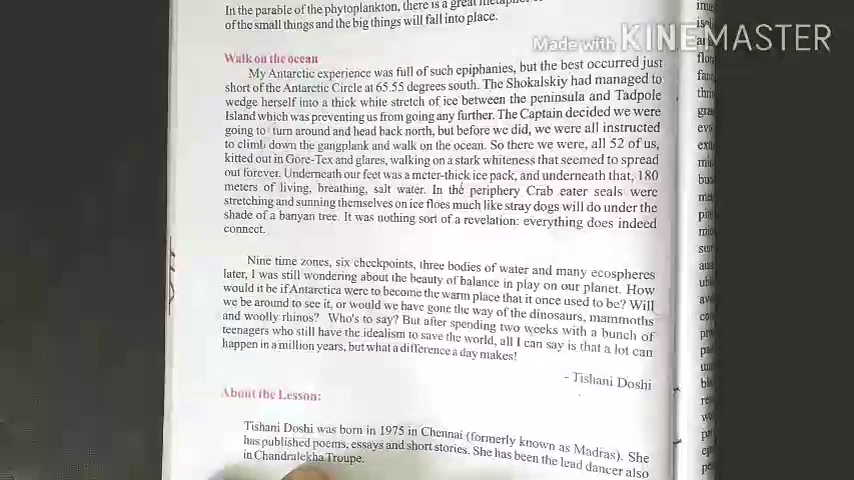 In the parable of the phytoplankton, there is a great metaphor
of the small things and the big things will fall into place.
Made with KINEMASTER
Walk on the ocean
My Antarctic experience was full of such epiphanies, but the best occurred just
short of the Antarctic Circle at 65.55 degrees south. The Shokalskiy had managed to
wedge herself into a thick white stretch of ice between the peninsula and Tadpole
Island which was preventing us from going any further. The Captain decided we were
going to turn around and head back north, but before we did, we were all instructed
to climb down the gangplank and walk on the ocean. So there we were, all 52 of us,
kitted out in Gore-Tex and glares, walking on a stark whiteness that seemed to spread
out forever. Underneath our feet was a meter-thick ice pack, and underneath that, 180
meters of living, breathing, salt water. In the periphery Crab eater seals were
stretching and sunning themselves on ice floes much like stray dogs will do under the
shade of a banyan tree. It was nothing sort of a revelation: everything does indeed
connect.
Nine time zones, six checkpoints, three bodies of water and many ecospheres
later, I was still wondering about the beauty of balance in play on our planet. How
would it be if Antarctica were to become the warm place that it once used to be? Will
we be around to see it, or would we have gone the way of the dinosaurs, mammoths
and woolly rhinos? Who's to say? But after spending two weeks with a bunch of
teenagers who still have the idealism to save the world, all I can say is that a lot can
happen in a million years, but what a difference a day makes!
- Tishani Doshi
About the Lesson:
Tishani Doshi was born in 1975 in Chennai (formerly known as Madras). She
has published poems, essays and short stories. She has been the lead dancer also
in Chandralekha Troupe.